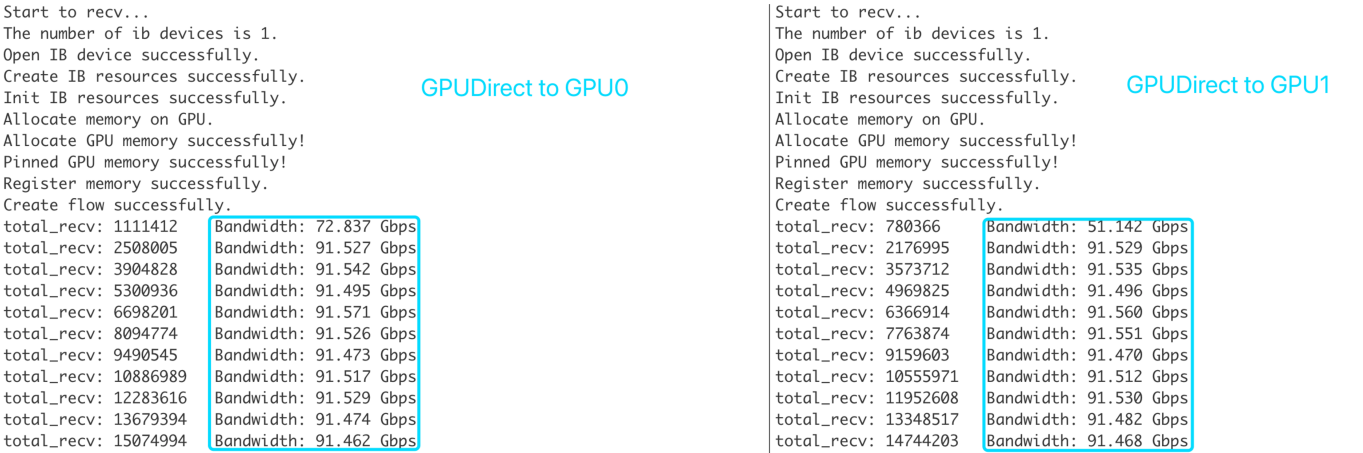 Start to recv...
The number of ib devices is 1.
Open IB device successfully.
Create IB resources successfully.
Init IB resources successfully.
Allocate memory on GPU.
Allocate GPU memory successfully!
Pinned GPU memory successfully!
Register memory successfully.
Create flow successfully.
total_recv: 1111412 Bandwidth: 72.837 Gbps
total_recv: 2508005 Bandwidth: 91.527 Gbps
total_recv: 3904828 Bandwidth: 91.542 Gbps
total_recv: 5300936 Bandwidth: 91.495 Gbps
total_recv: 6698201 Bandwidth: 91.571 Gbps
total_recv: 8094774 Bandwidth: 91.526 Gbps
total_recv: 9490545 Bandwidth: 91.473 Gbps
total_recv: 10886989 Bandwidth: 91.517 Gbps
total_recv: 12283616 Bandwidth: 91.529 Gbps
total_recv: 13679394 Bandwidth: 91.474 Gbps
total_recv: 15074994 Bandwidth: 91.462 Gbps
GPUDirect to GPU0
Start to recv...
The number of ib devices is 1.
Open IB device successfully.
Create IB resources successfully.
Init IB resources successfully.
Allocate memory on GPU.
Allocate GPU memory successfully!
Pinned GPU memory successfully!
Register memory successfully.
Create flow successfully.
total_recv: 780366 Bandwidth: 51.142 Gbps
total_recv: 2176995 Bandwidth: 91.529 Gbps
total_recv: 3573712 Bandwidth: 91.535 Gbps
total_recv: 4969825 Bandwidth: 91.496 Gbps
total_recv: 6366914 Bandwidth: 91.560 Gbps
total_recv: 7763874 Bandwidth: 91.551 Gbps
total_recv: 9159603 Bandwidth: 91.470 Gbps
total_recv: 10555971 Bandwidth: 91.512 Gbps
total_recv: 11952608 Bandwidth: 91.530 Gbps
total_recv: 13348517 Bandwidth: 91.482 Gbps
total_recv: 14744203 Bandwidth: 91.468 Gbps
GPUDirect to GPU1